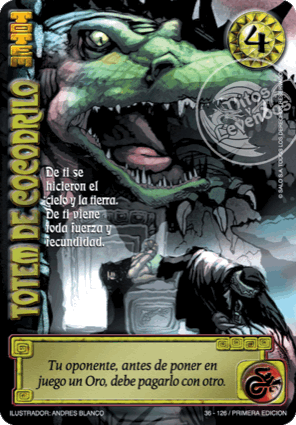 TOTEM
TOTEM DE COCODRILO
4
Mitos
y
Leyendas
De ti se
hicieron el
cielo y la tierra.
De ti viene
toda fuerza y
fecundidad.
Tu oponente, antes de poner en
juego un Oro, debe pagarlo con otro.
ILUSTRADOR: ANDRES BLANCO
36 - 126 / PRIMERA EDICION